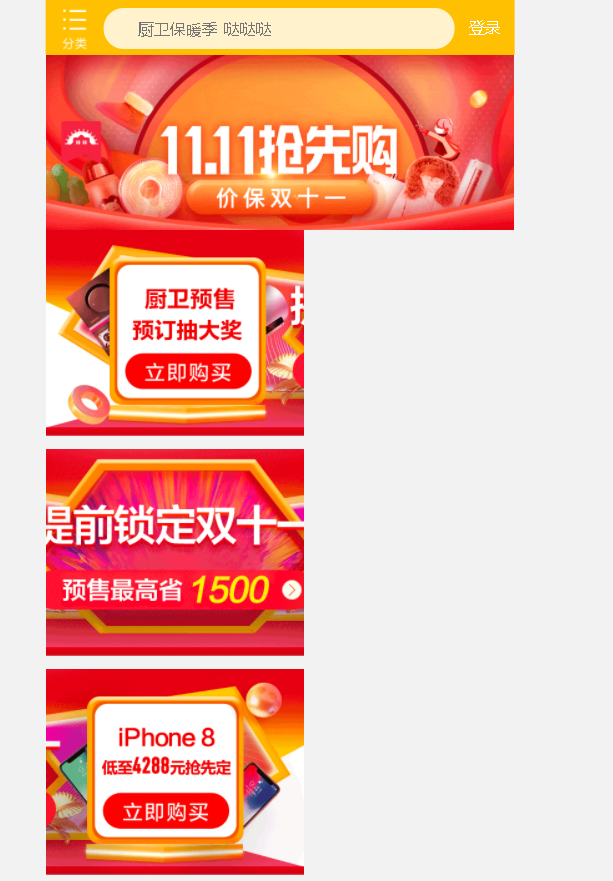 厨卫保暖季 哒哒哒
登录
分类
11.11抢先购
价保双十一
厨卫预售
预订抽大奖
立即购买
提前锁定双十一
预售最高省 1500
iPhone 8
低至4288元抢先定
立即购买